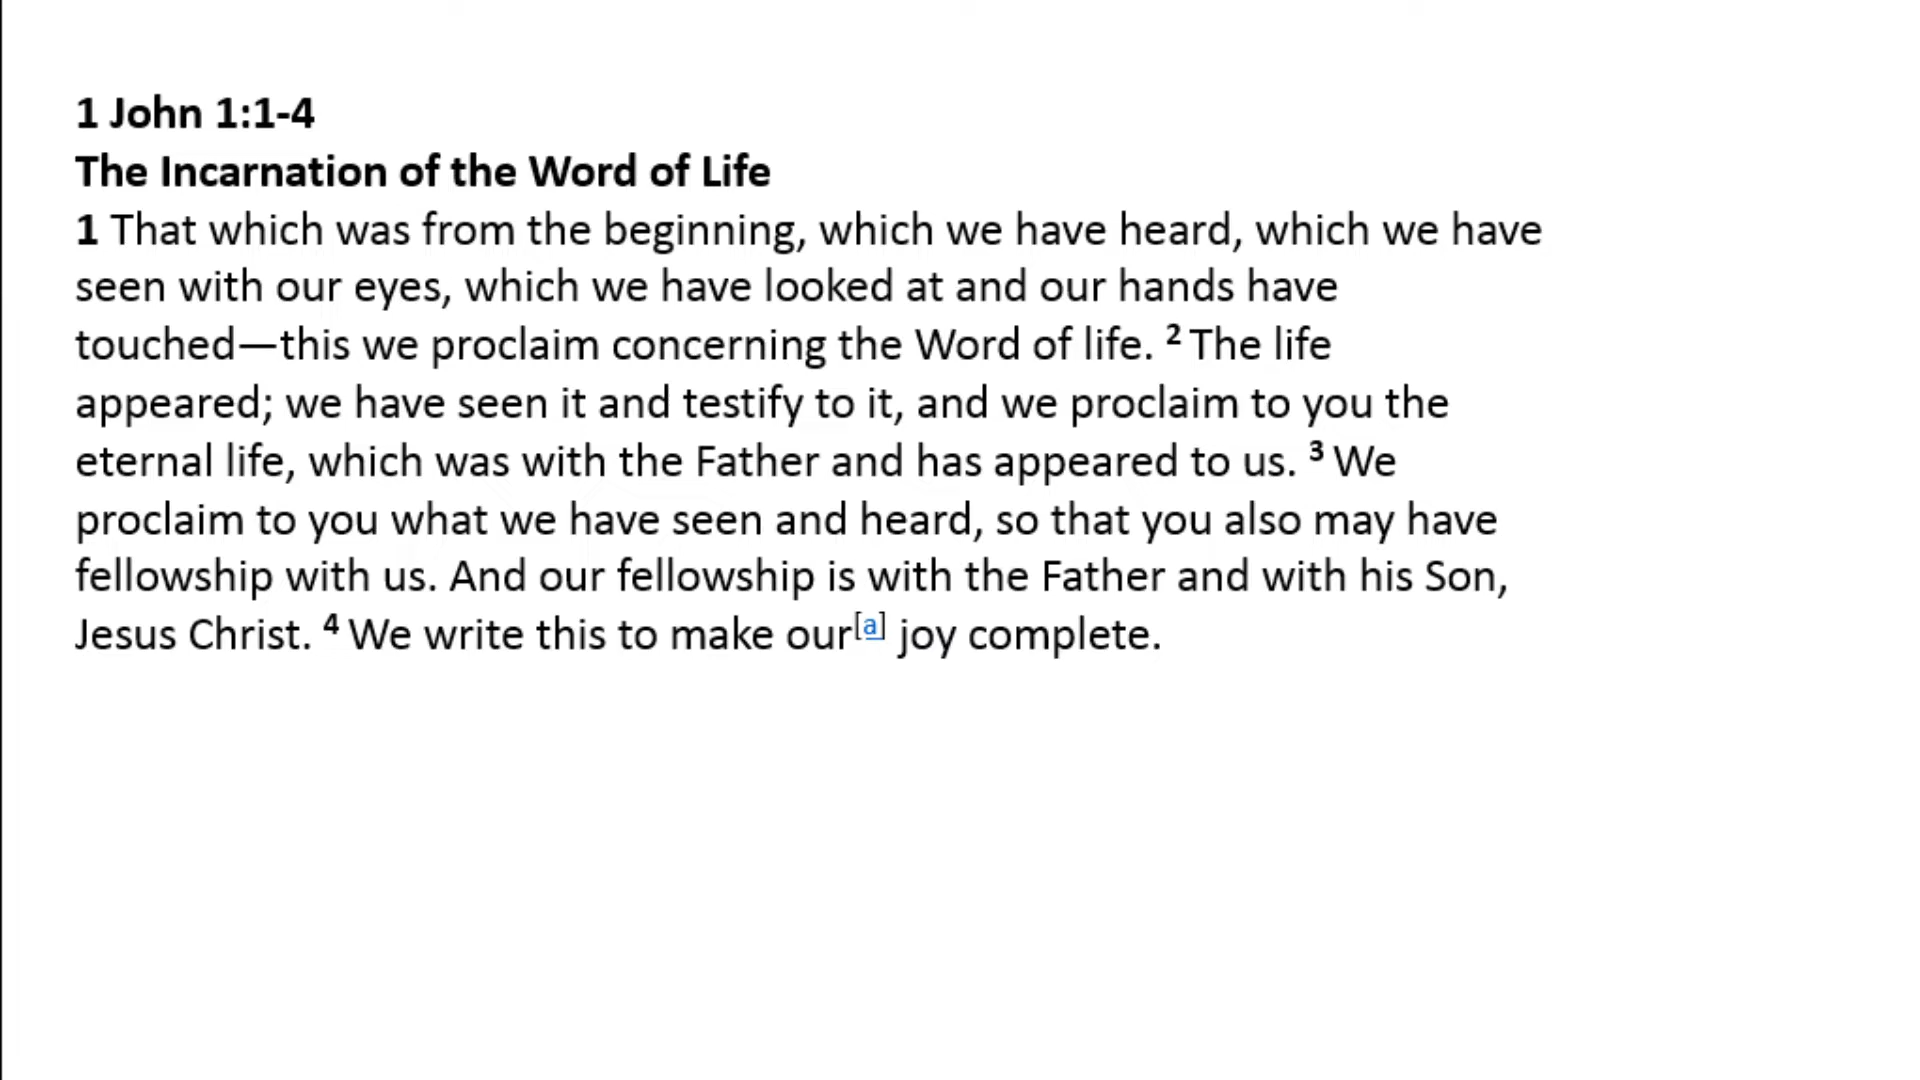 1 John 1:1-4
The Incarnation of the Word of Life
1 That which was from the beginning, which we have heard, which we have
seen with our eyes, which we have looked at and our hands have
touched—this we proclaim concerning the Word of life. 2 The life
appeared; we have seen it and testify to it, and we proclaim to you the
eternal life, which was with the Father and has appeared to us. 3 We
proclaim to you what we have seen and heard, so that you also may have
fellowship with us. And our fellowship is with the Father and with his Son,
Jesus Christ. 4 We write this to make our[a] joy complete.